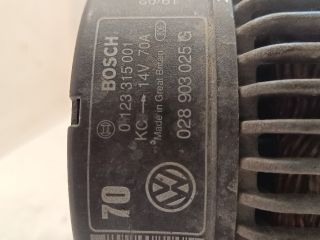 BOSCH
0 123 315 001
KC → 14V 70A
Made in Great Britain
028 903 025 G
70